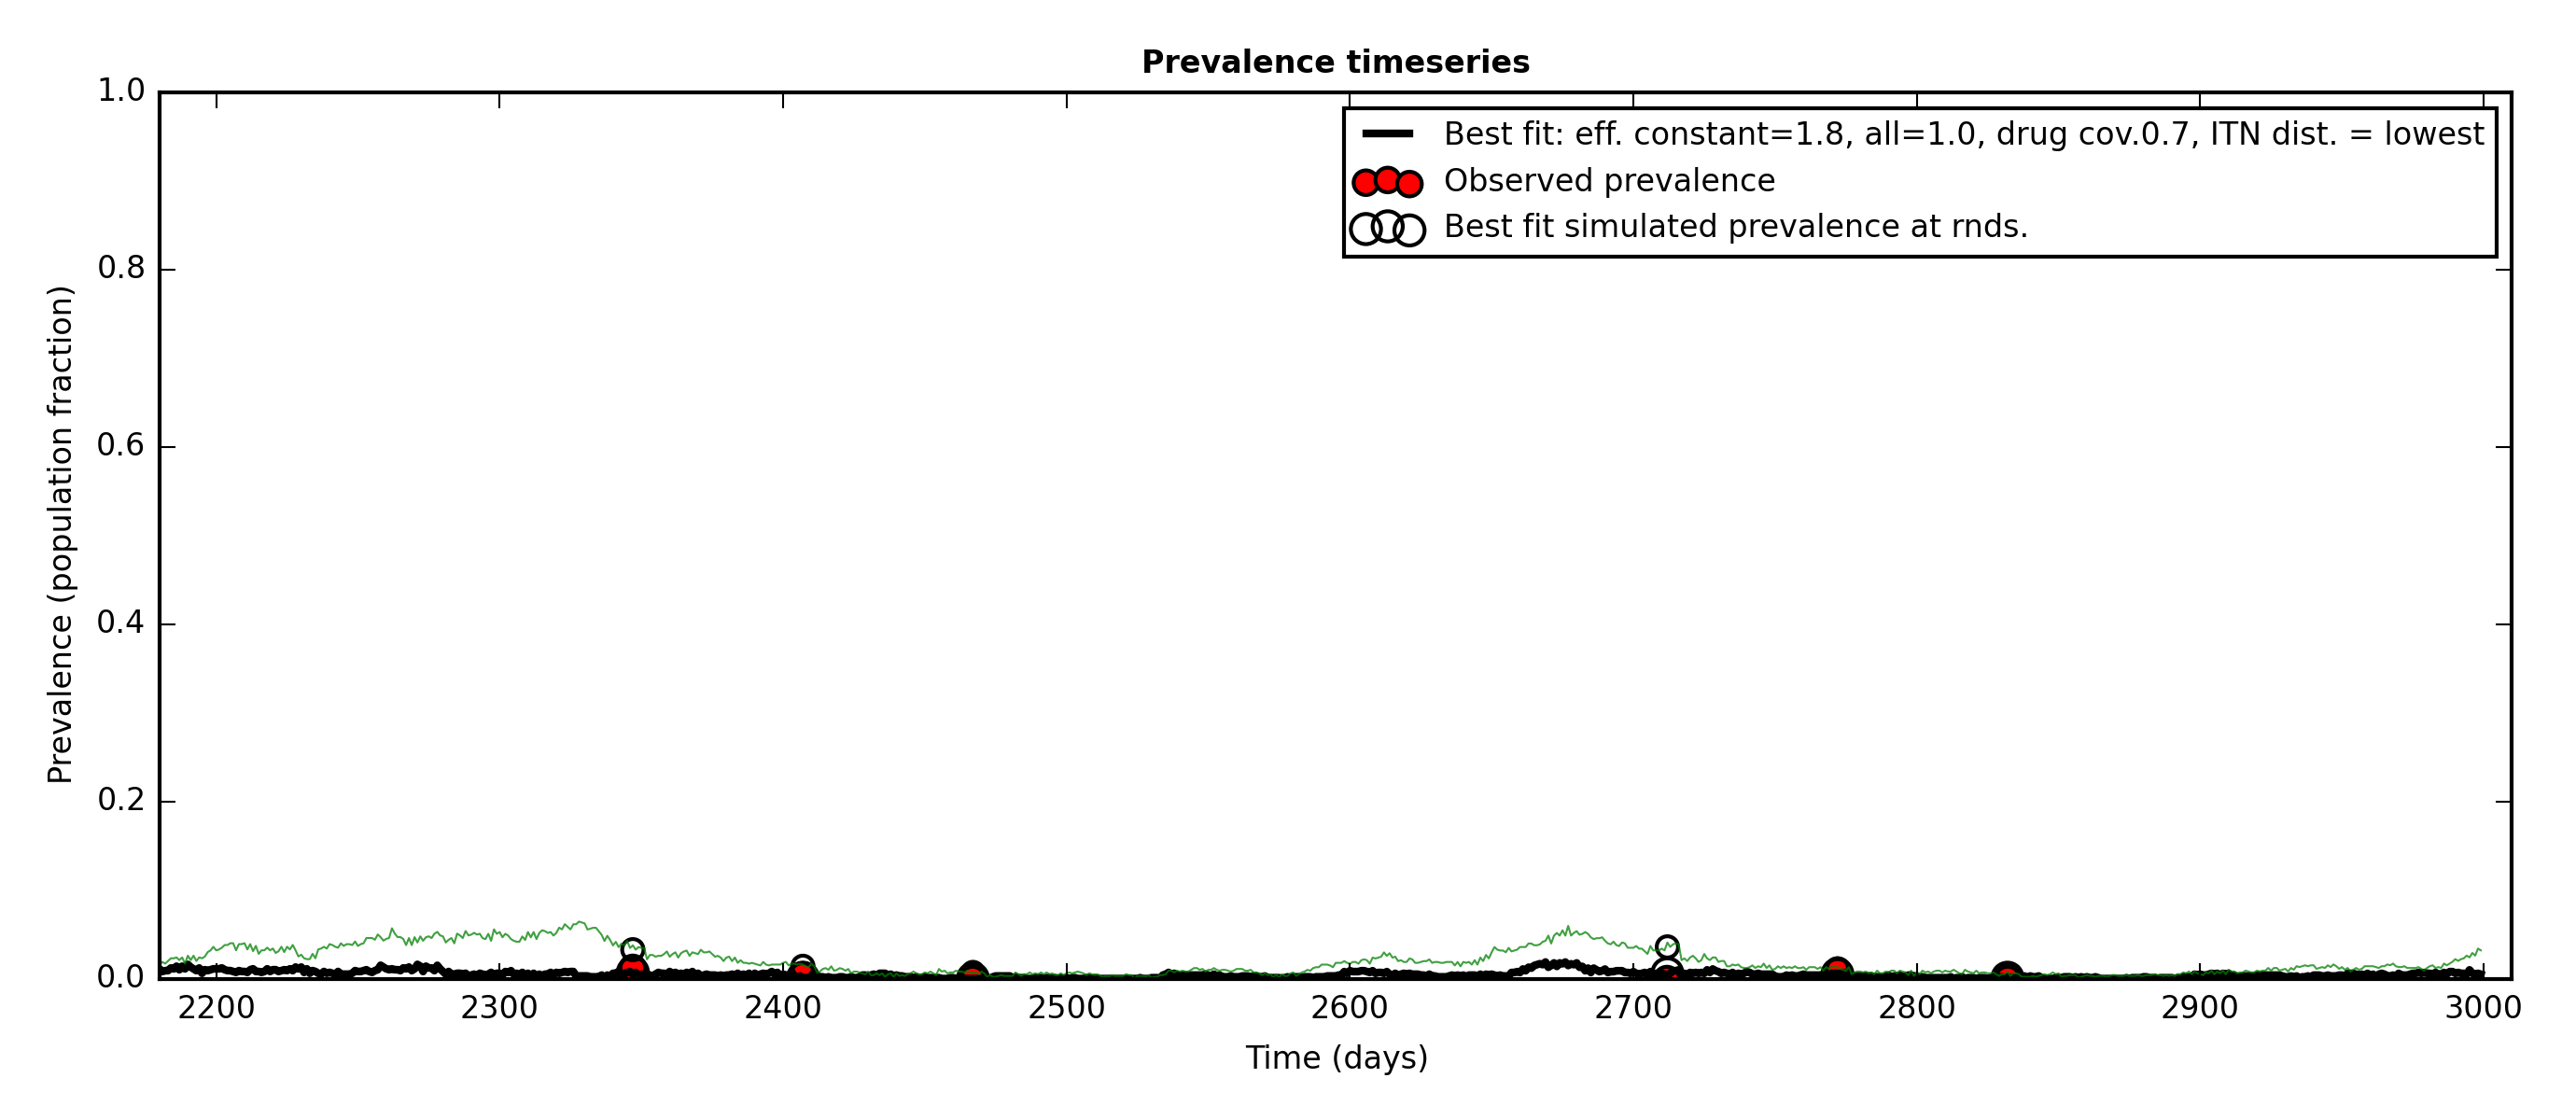 Prevalence timeseries
1.0
0.8
0.6
0.4
0.2
0.0
Prevalence (population fraction)
Best fit: eff. constant=1.8, all=1.0, drug cov.0.7, ITN dist. = lowest
Observed prevalence
Best fit simulated prevalence at rnds.
2200 2300 2400 2500 2600 2700 2800 2900 3000
Time (days)